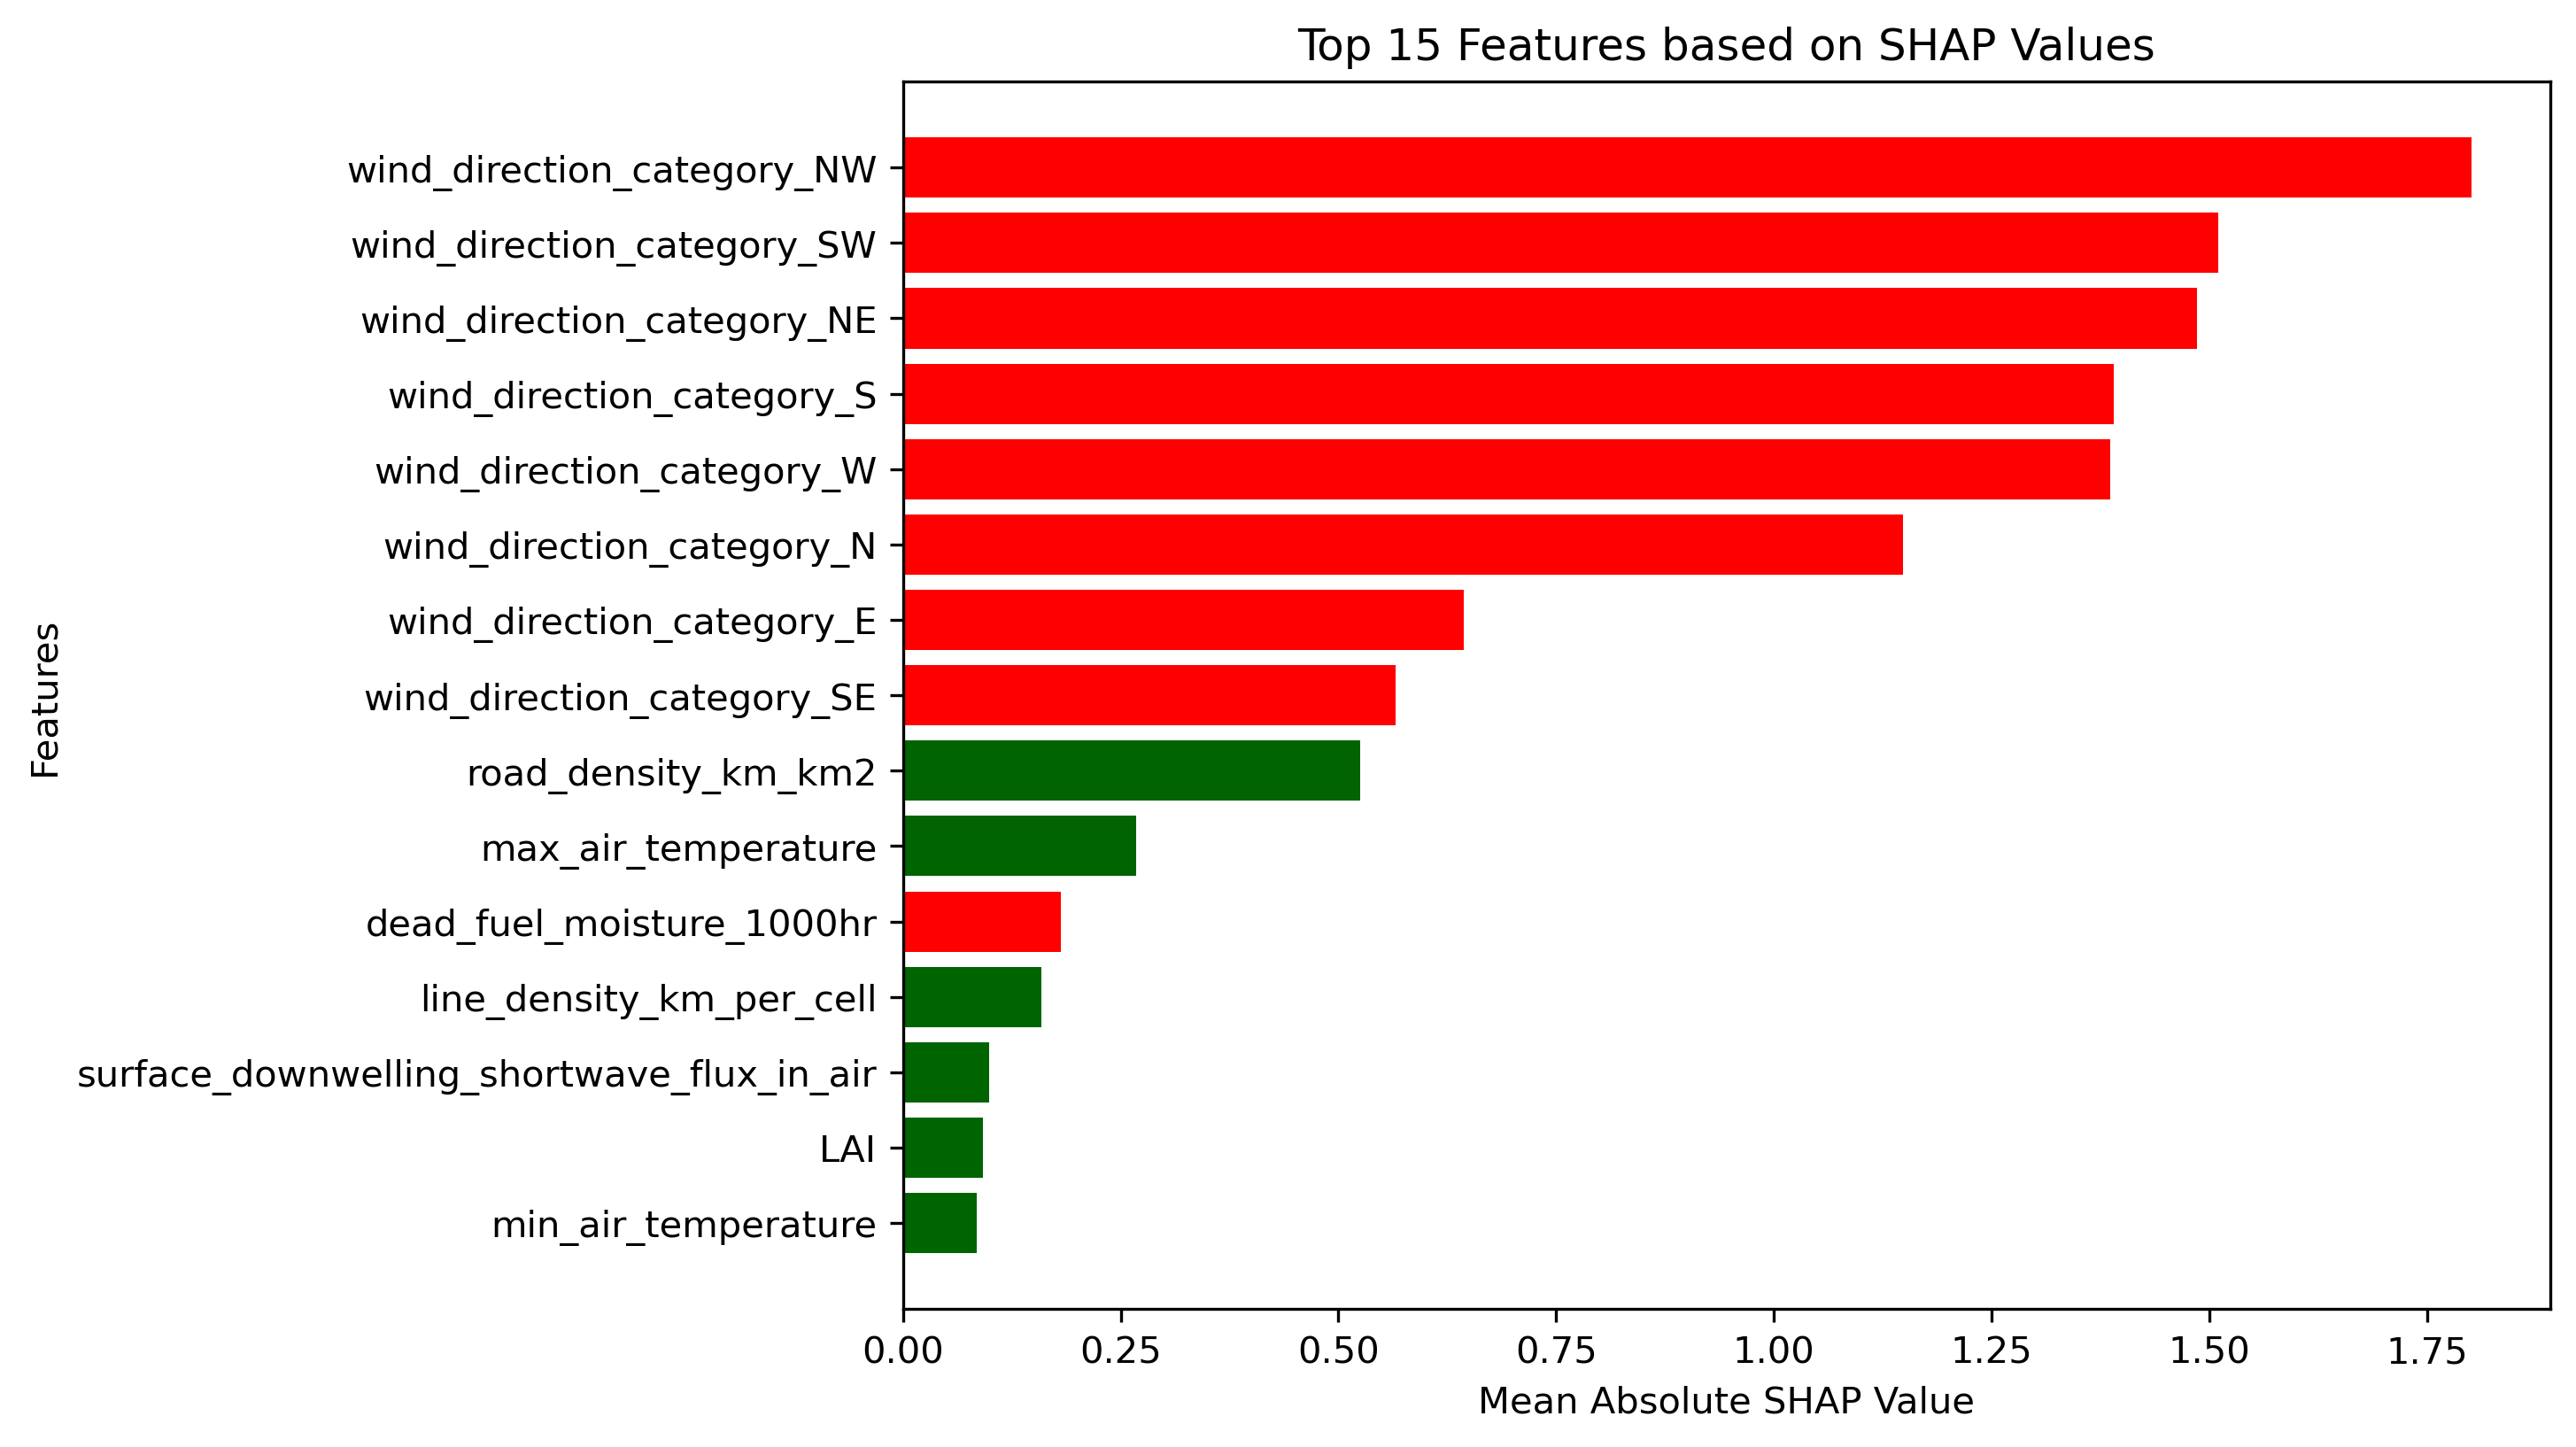 Top 15 Features based on SHAP Values
Features
wind_direction_category_NW
wind_direction_category_SW
wind_direction_category_NE
wind_direction_category_S
wind_direction_category_W
wind_direction_category_N
wind_direction_category_E
wind_direction_category_SE
road_density_km_km2
max_air_temperature
dead_fuel_moisture_1000hr
line_density_km_per_cell
surface_downwelling_shortwave_flux_in_air
LAI
min_air_temperature
0.00 0.25 0.50 0.75 1.00 1.25 1.50 1.75
Mean Absolute SHAP Value